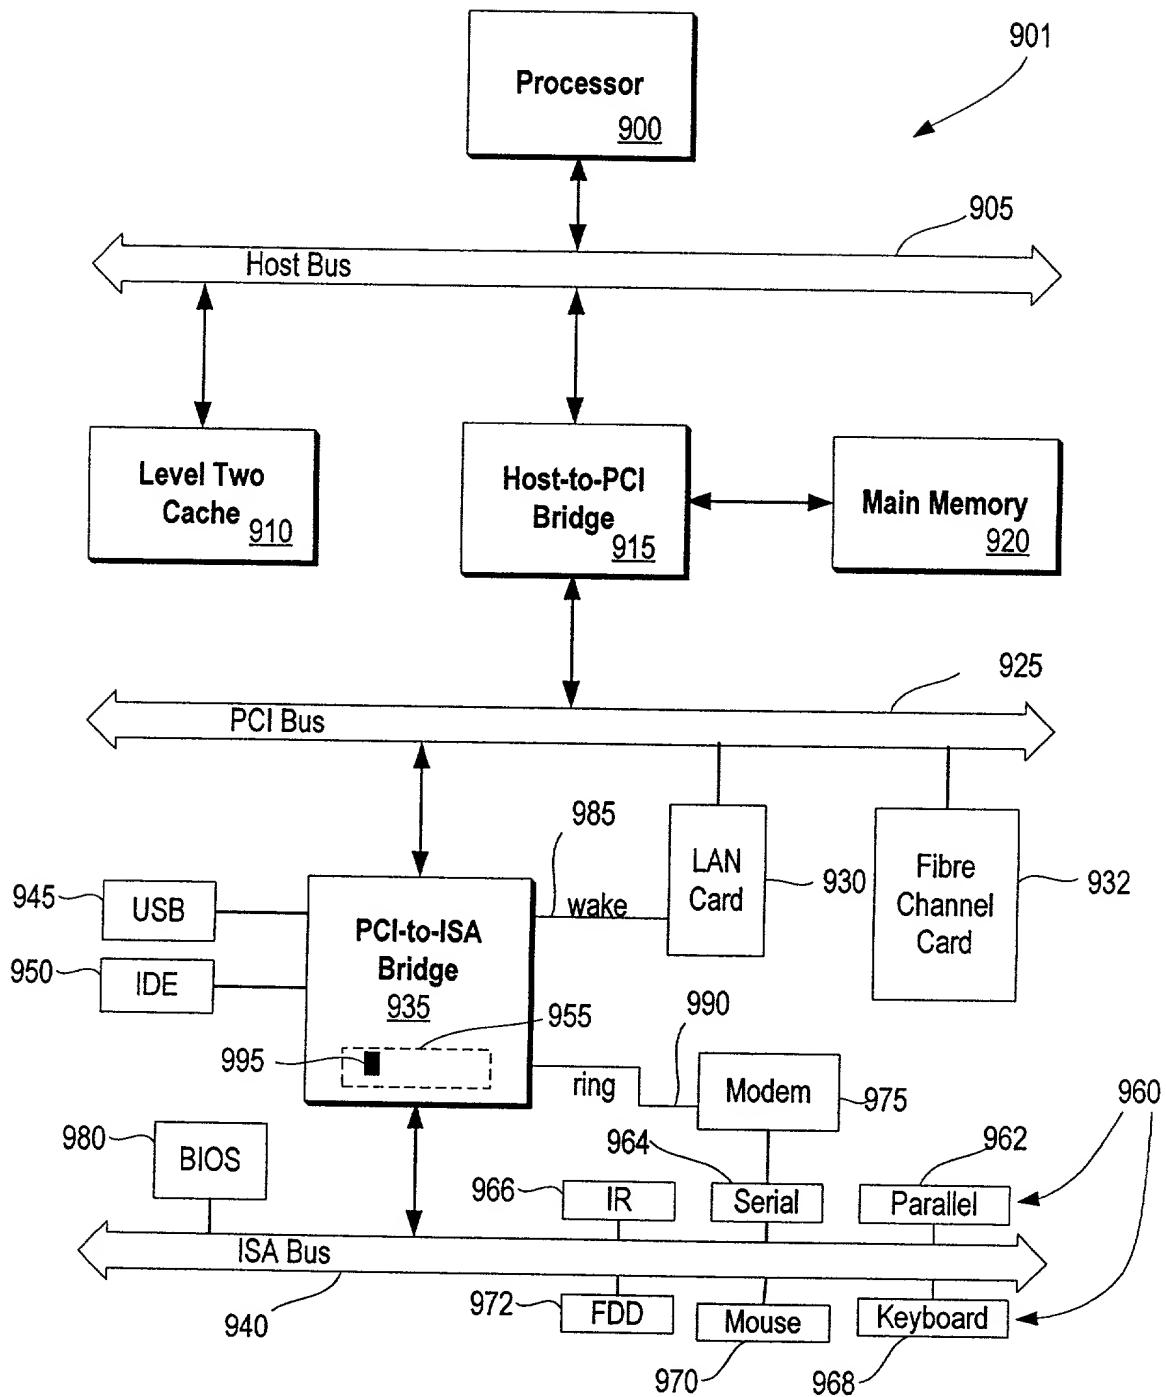 901
Processor
900
905
Host Bus
Level Two
Cache
910
Host-to-PCI
Bridge
915
Main Memory
920
925
PCI Bus
985
945
USB
wake
LAN
Card
930
Fibre
Channel
Card
932
PCI-to-ISA
Bridge
935
950
IDE
955
990
995
ring
Modem
975
960
980
BIOS
964
962
966
IR
Serial
Parallel
ISA Bus
940
972
FDD
Mouse
Keyboard
970
968